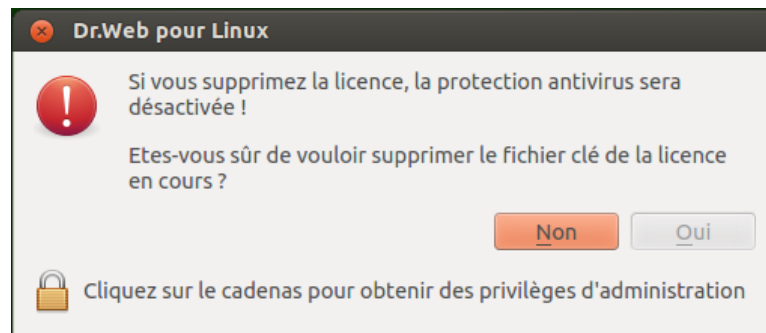 Dr.Web pour Linux
Si vous supprimez la licence, la protection antivirus sera
désactivée !
Etes-vous sûr de vouloir supprimer le fichier clé de la licence
en cours ?
Non
Oui
Cliquez sur le cadenas pour obtenir des privilèges d'administration